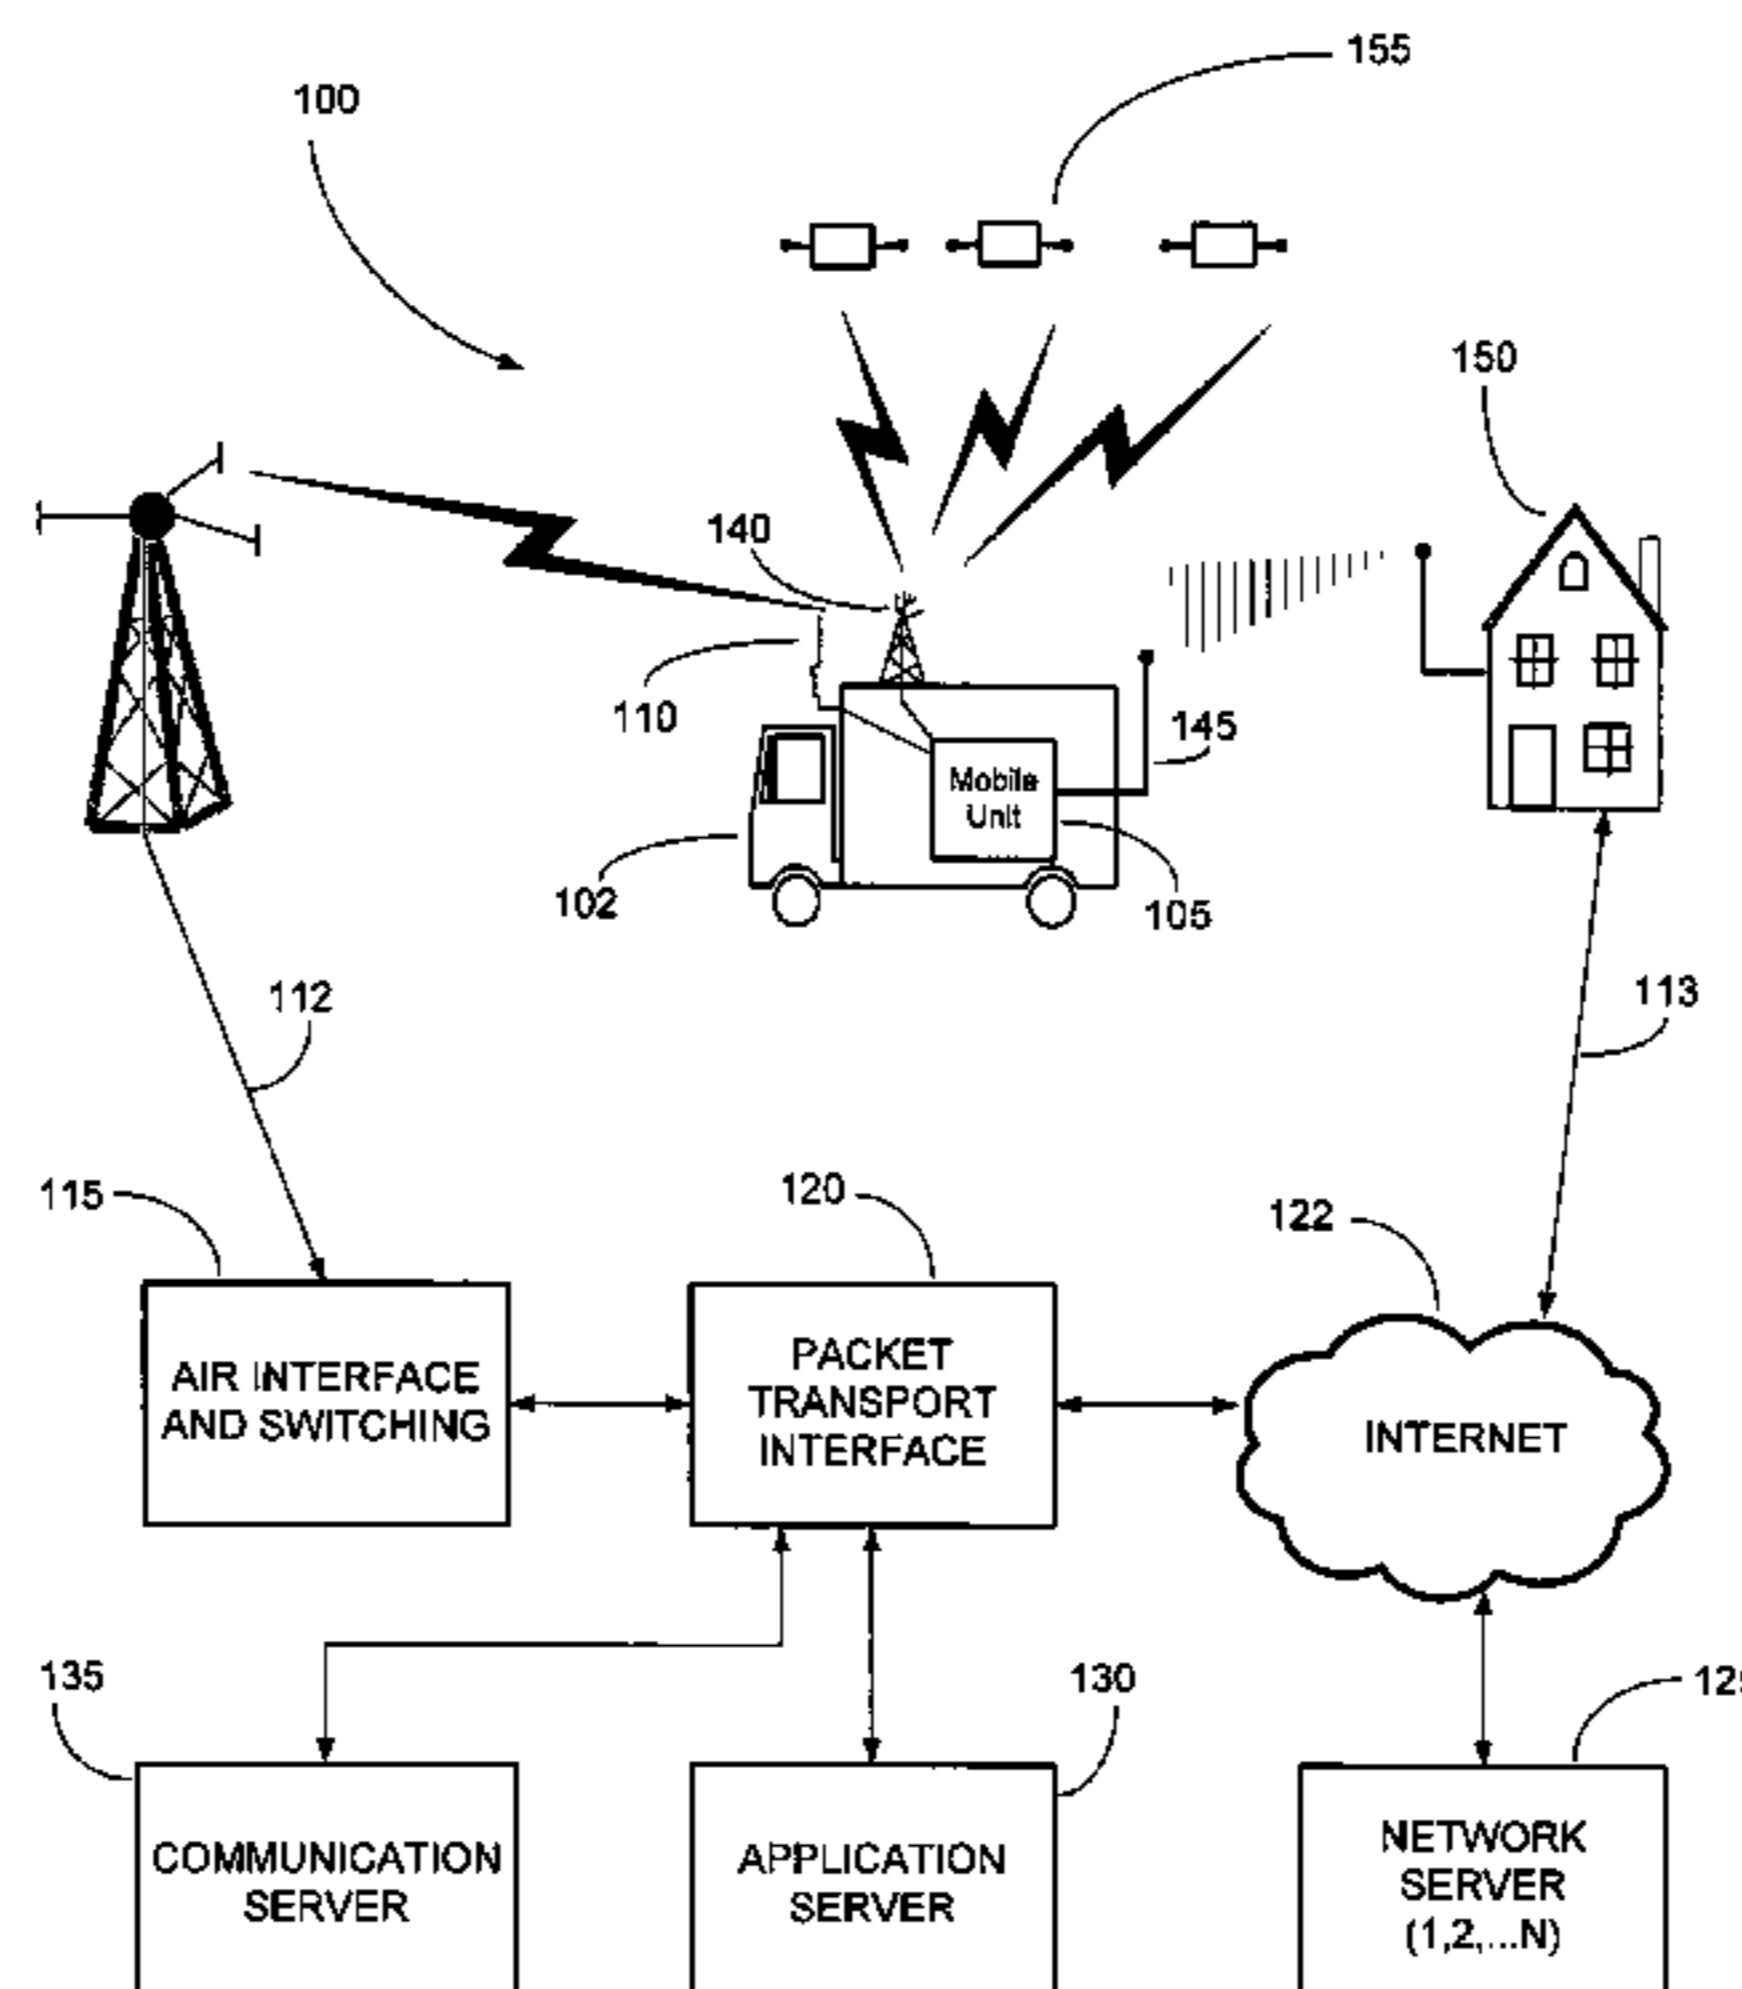 155
100
150
140
110
145
Mobile
Unit
102
105
112
113
115
120
122
AIR INTERFACE
AND SWITCHING
PACKET
TRANSPORT
INTERFACE
INTERNET
135
130
COMMUNICATION
SERVER
APPLICATION
SERVER
NETWORK
SERVER
(1,2,...N)